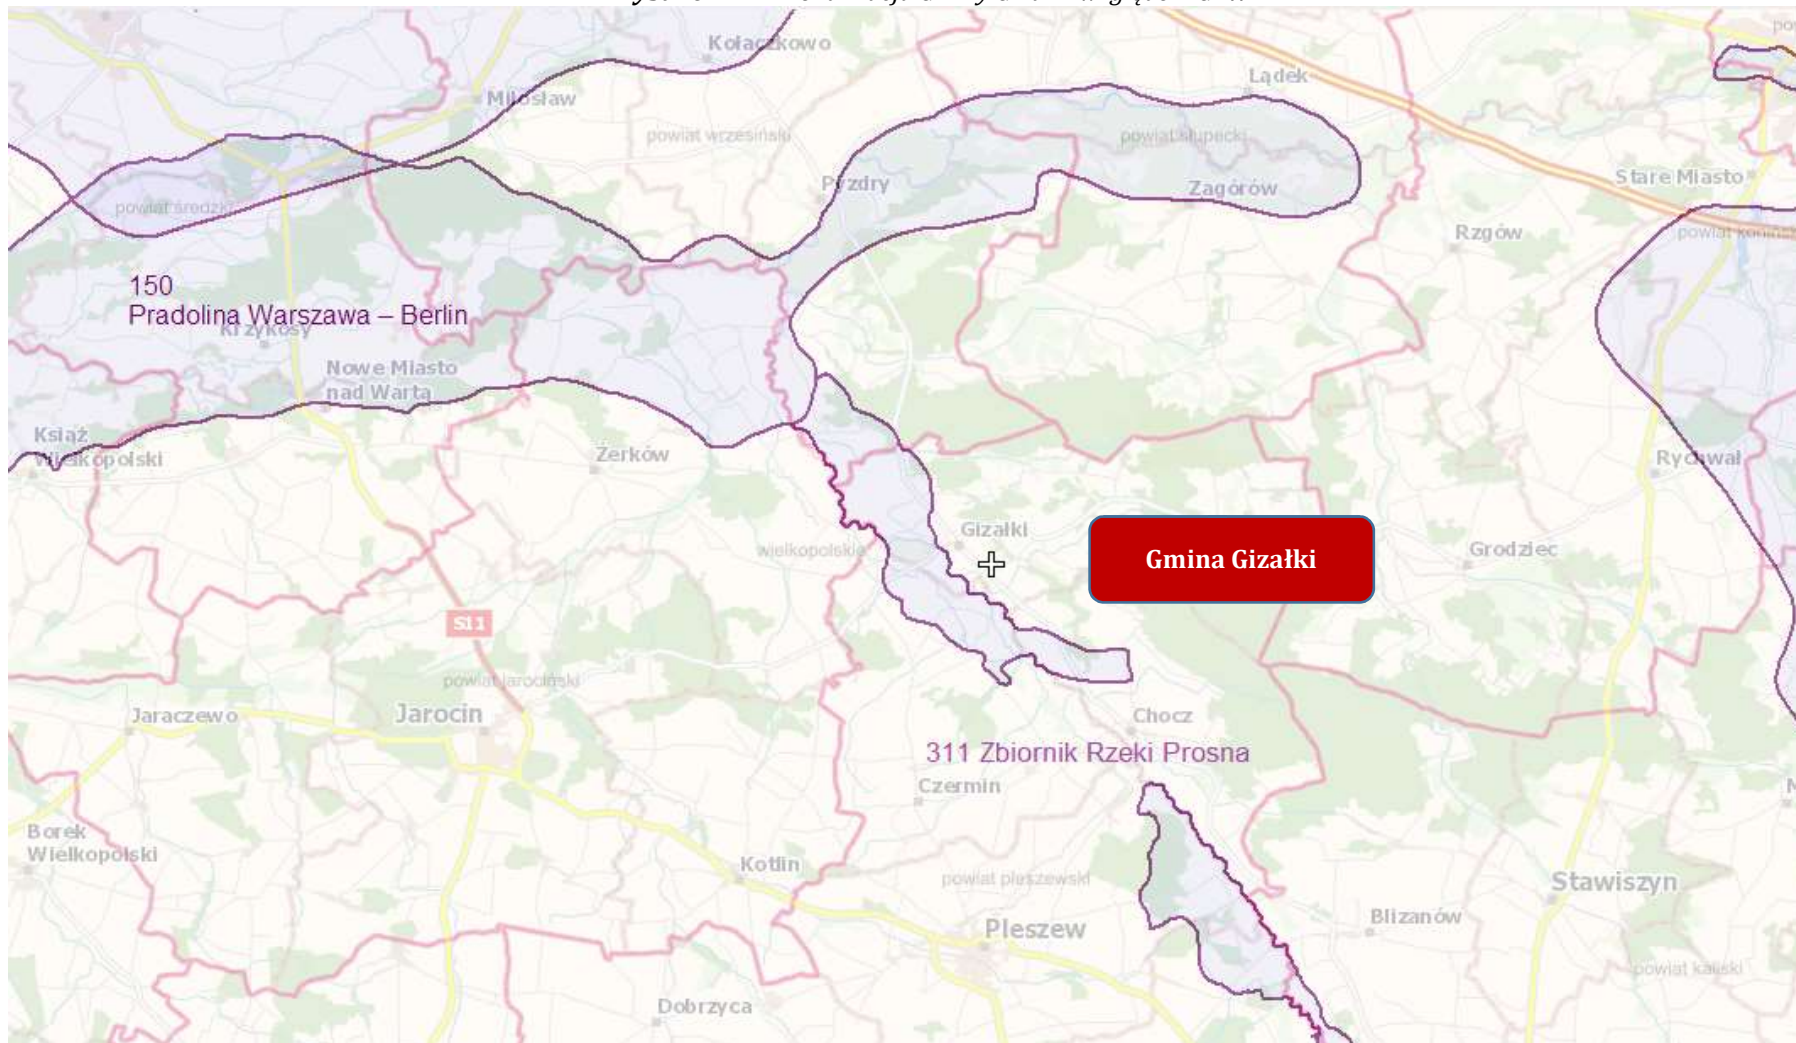 Kołaczkowo
Lądek
Miłosław
powiat wrzesiński
powiat słupecki
Stare Miasto
Pyzdry
Zagórów
powiat średzki
Rzgów
150
Pradolina Warszawa – Berlin
Krzykosy
Nowe Miasto
nad Wartą
Książ
Wielkopolski
Żerków
Rychwał
Gizałki
wielkopolskie
Gmina Gizałki
Grodziec
S11
powiat jarociński
Jaraczewo
Jarocin
Chocz
311 Zbiornik Rzeki Prosna
Czermin
Borek
Wielkopolski
Kotlin
powiat pleszewski
Stawiszyn
Blizanów
Pleszew
powiat kaliski
Dobrzyca